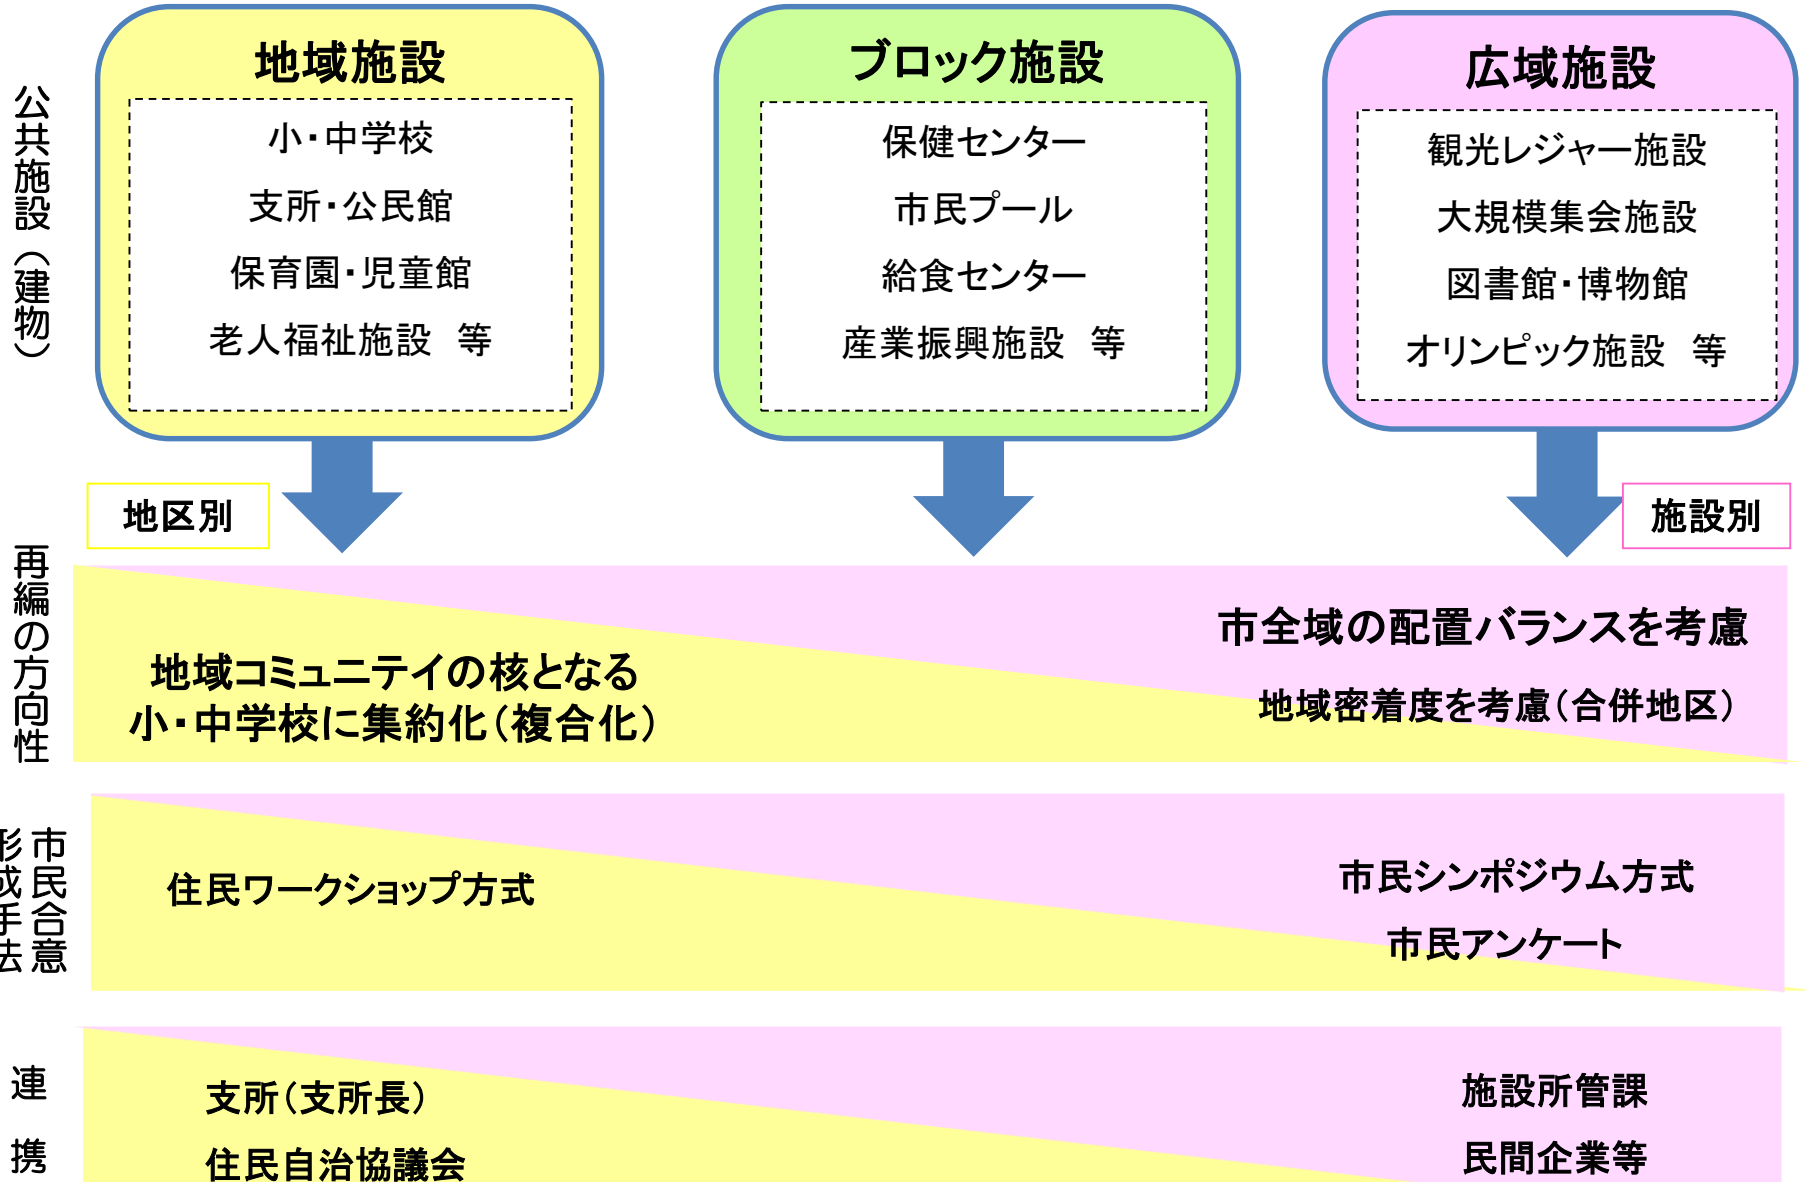 公共施設（建物）
地域施設
小・中学校
支所・公民館
保育園・児童館
老人福祉施設　等
ブロック施設
保健センター
市民プール
給食センター
産業振興施設　等
広域施設
観光レジャー施設
大規模集会施設
図書館・博物館
オリンピック施設　等
地区別
施設別
再編の方向性
地域コミュニテイの核となる
小・中学校に集約化（複合化）
市全域の配置バランスを考慮
地域密着度を考慮（合併地区）
市民合意
形成手法
住民ワークショップ方式
市民シンポジウム方式
市民アンケート
連携
支所（支所長）
住民自治協議会
施設所管課
民間企業等